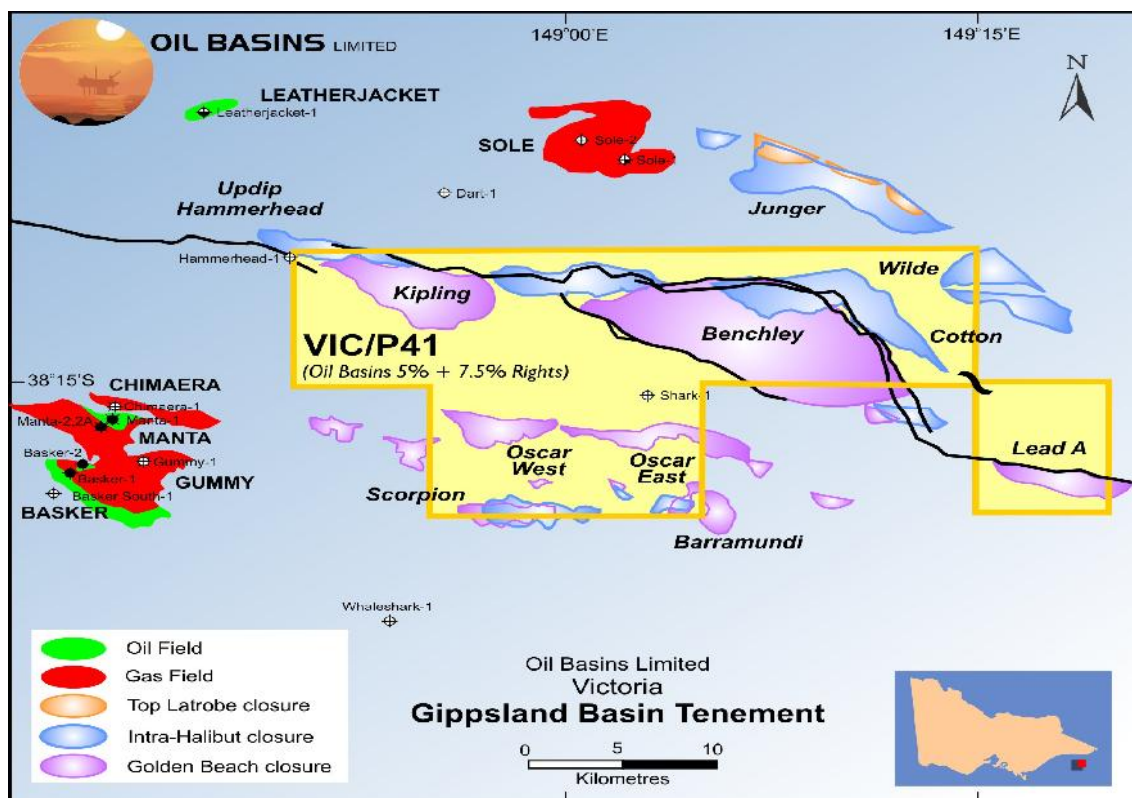 OIL BASINS LIMITED
149°00'E
149°15'E
N
LEATHERJACKET
Leatherjacket-1
SOLE
Sole-2
Sole-1
Dart-1
Updip
Hammerhead
Junger
Hammerhead-1
Wilde
Kipling
Benchley
Cotton
VIC/P41
(Oil Basins 5% + 7.5% Rights)
38°15'S
CHIMAERA
Chimaera-1
Shark-1
Manta-2,2A
Manta-1
MANTA
Basker-2
Gummy-1
Basker-1
GUMMY
Basker South-1
BASKER
Oscar
West
Oscar
East
Lead A
Scorpion
Barramundi
Whaleshark-1
Oil Field
Gas Field
Top Latrobe closure
Intra-Halibut closure
Golden Beach closure
Oil Basins Limited
Victoria
Gippsland Basin Tenement
0 5 10
Kilometres